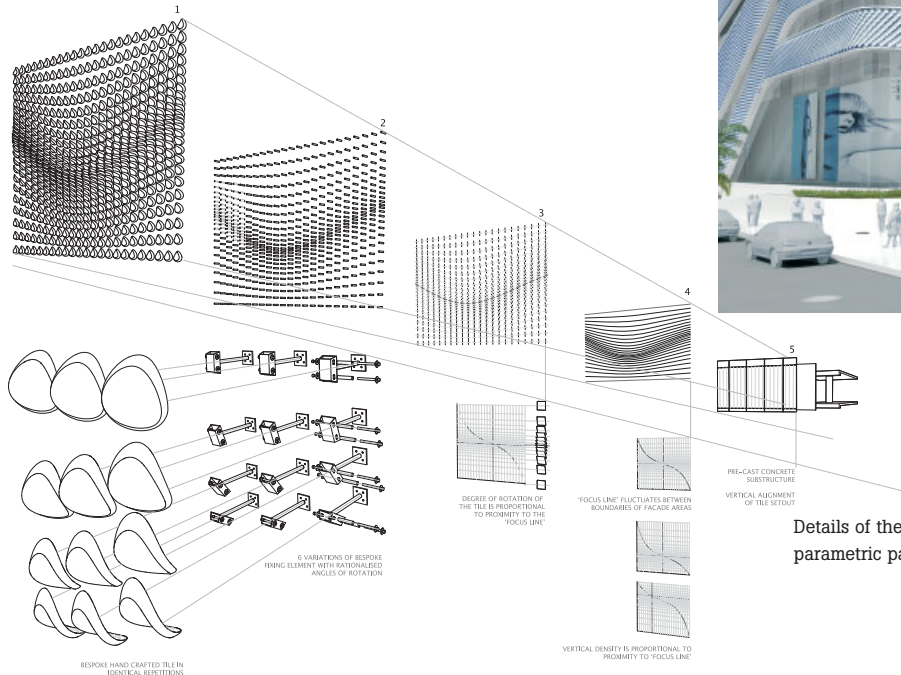 1
2
3
4
5
DEGREE OF ROTATION OF
THE TILE IS PROPORTIONAL
TO PROXIMITY TO THE
'FOCUS LINE'
'FOCUS LINE' FLUCTUATES BETWEEN
BOUNDARIES OF FACADE AREAS
PRE-CAST CONCRETE
SUBSTRUCTURE
VERTICAL ALIGNMENT
OF TILE SETOUT
Details of the
parametric pa
6 VARIATIONS OF BESPOKE
FIXING ELEMENT WITH RATIONALISED
ANGLES OF ROTATION
VERTICAL DENSITY IS PROPORTIONAL TO
PROXIMITY TO 'FOCUS LINE'
BESPOKE HAND CRAFTED TILE IN
IDENTICAL REPETITIONS